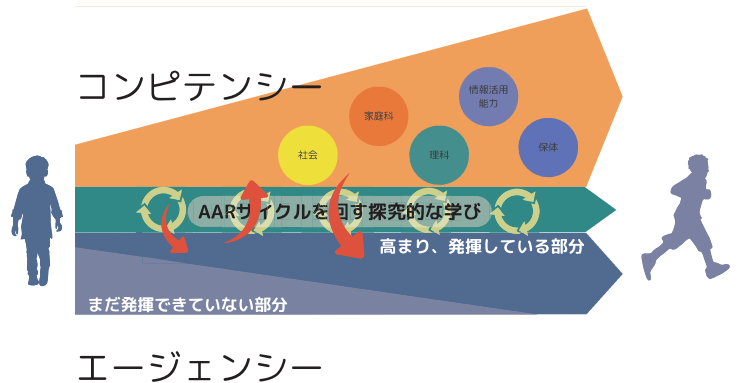 コンピテンシー
情報活用
能力
家庭科
社会
理科
保体
AARサイクルを回す探究的な学び
高まり、発揮している部分
まだ発揮できていない部分
エージェンシー